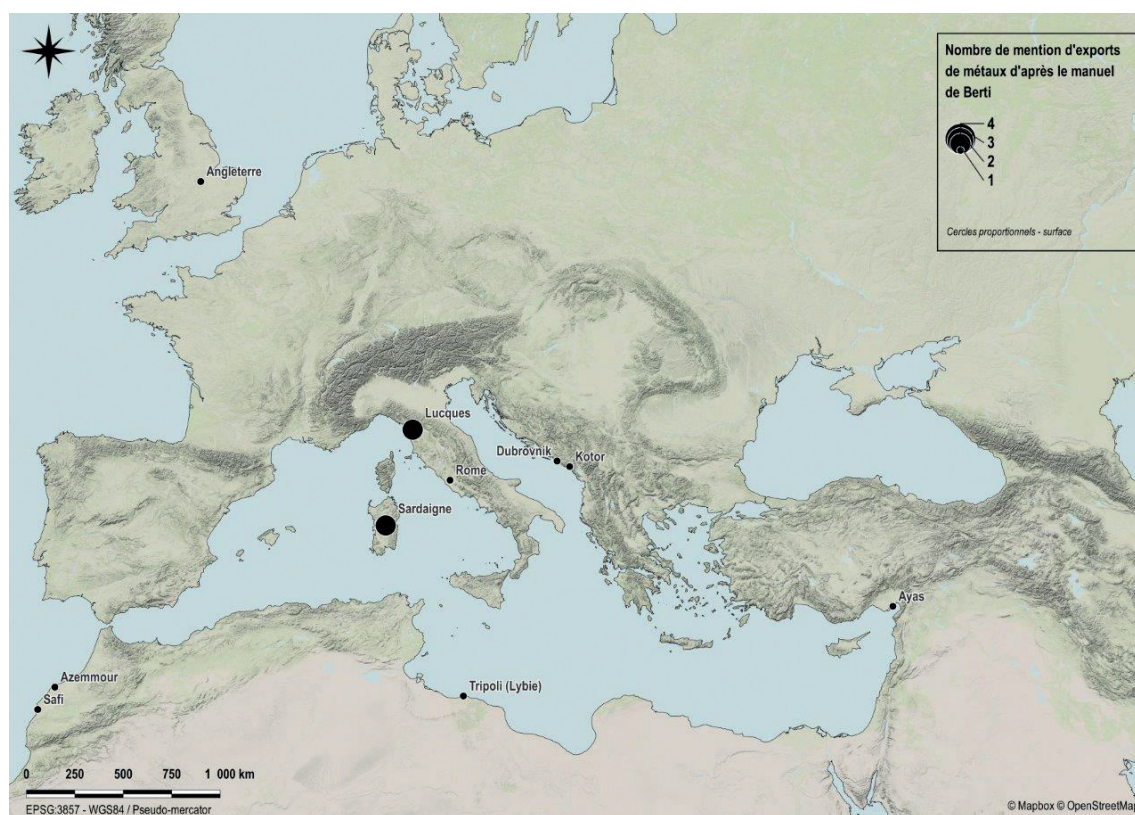 Nombre de mention d'exports
de métaux d'après le manuel
de Berti
4
3
2
1
Cercles proportionnels - surface
Angleterre
Lucques
Dubrovnik
Kotor
Rome
Sardaigne
Ayas
Azemmour
Safi
Tripoli (Lybie)
0 250 500 750 1 000 km
EPSG:3857 - WGS84 / Pseudo-mercator
© Mapbox © OpenStreetMap